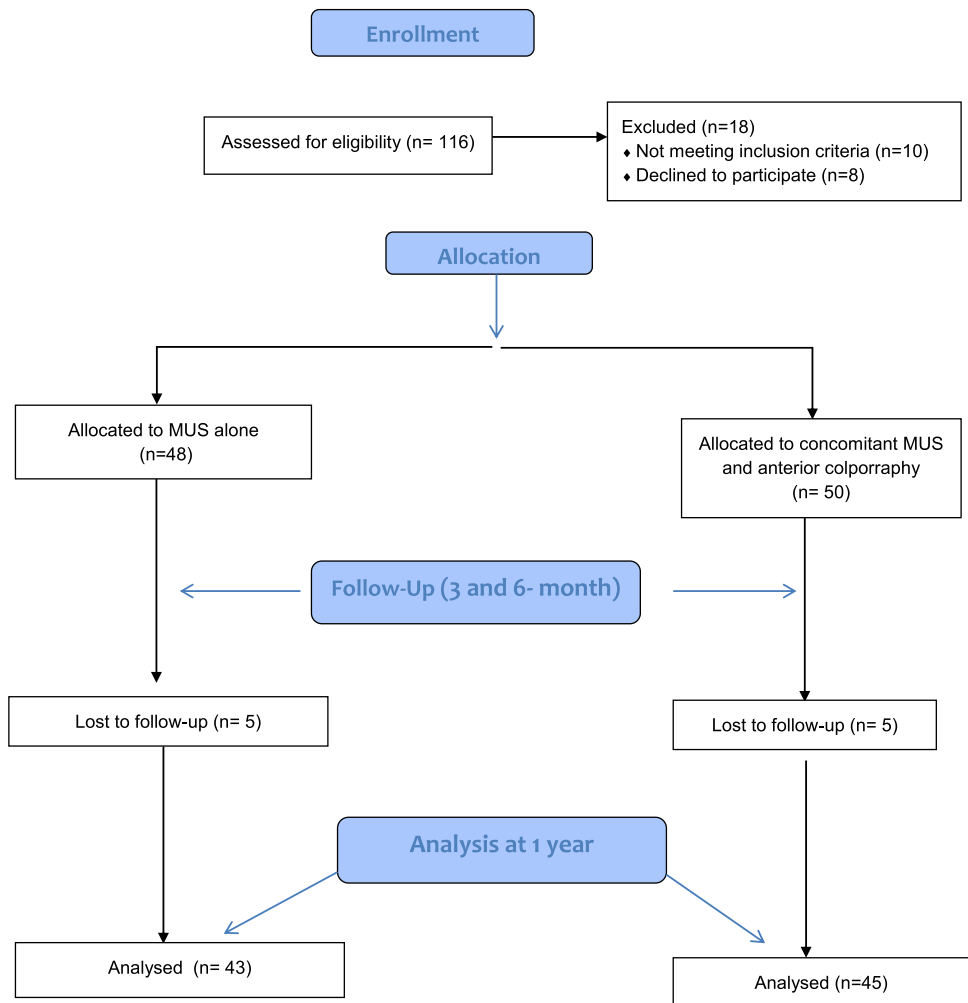 Enrollment
Assessed for eligibility (n= 116)
Excluded (n=18)
♦ Not meeting inclusion criteria (n=10)
♦ Declined to participate (n=8)
Allocation
Allocated to MUS alone
(n=48)
Allocated to concomitant MUS
and anterior colporraphy
(n= 50)
Follow-Up (3 and 6- month)
Lost to follow-up (n= 5)
Lost to follow-up (n= 5)
Analysis at 1 year
Analysed (n= 43)
Analysed (n=45)